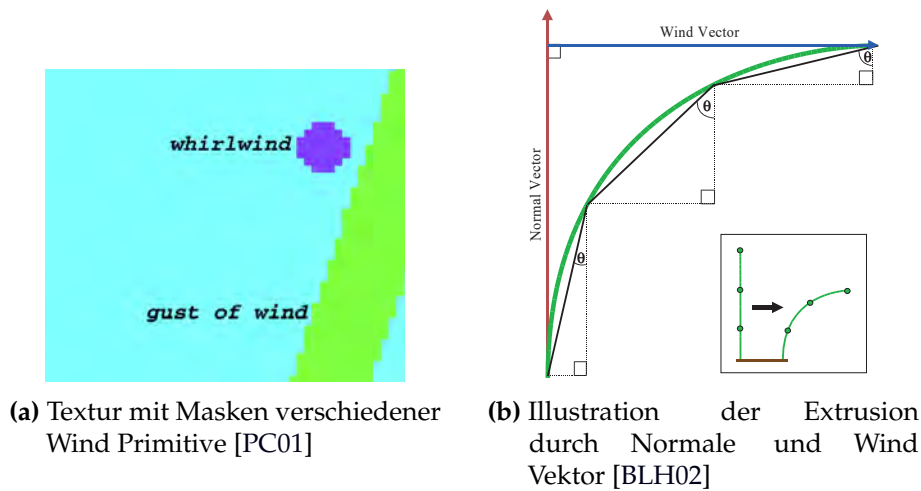 whirlwind
gust of wind
(a) Textur mit Masken verschiedener
Wind Primitive [PC01]
Wind Vector
Normal Vector
θ
θ
θ
(b) Illustration der Extrusion
durch Normale und Wind
Vektor [BLH02]